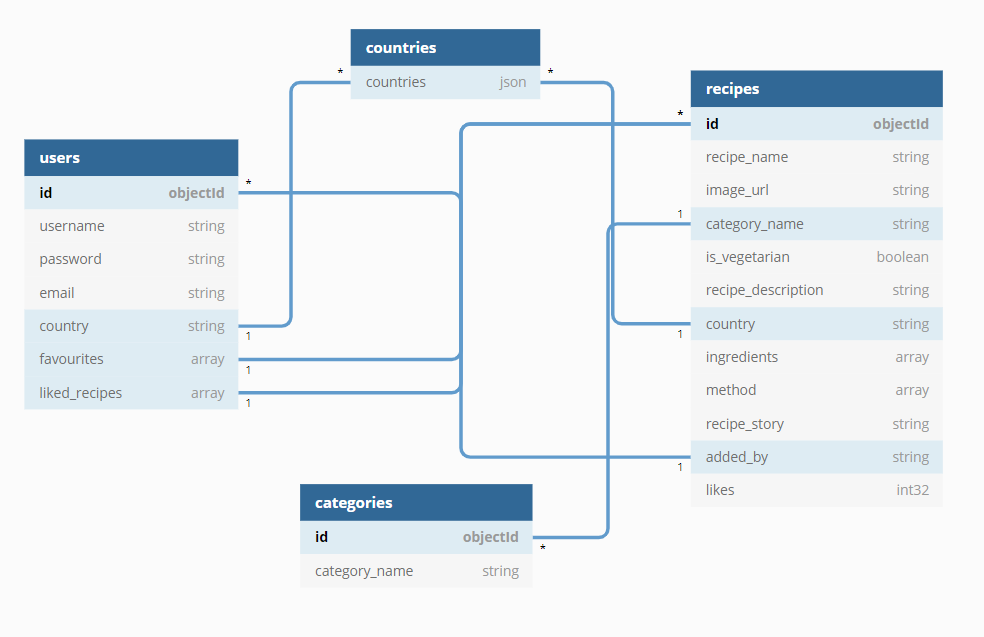 countries
* countries json *
recipes
* id objectId
recipe_name string
image_url string
1 category_name string
is_vegetarian boolean
recipe_description string
country string
1
ingredients array
method array
recipe_story string
added_by string
1
likes int32
users
id objectId *
username string
password string
email string
country string
1
favourites array
1
liked_recipes array
1
categories
id objectId
*
category_name string